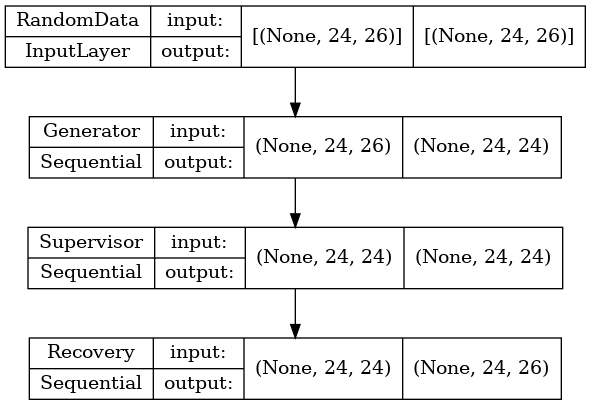 RandomData input: [(None, 24, 26)] [(None, 24, 26)]
InputLayer output:
Generator input: (None, 24, 26) (None, 24, 24)
Sequential output:
Supervisor input: (None, 24, 24) (None, 24, 24)
Sequential output:
Recovery input: (None, 24, 24) (None, 24, 26)
Sequential output: